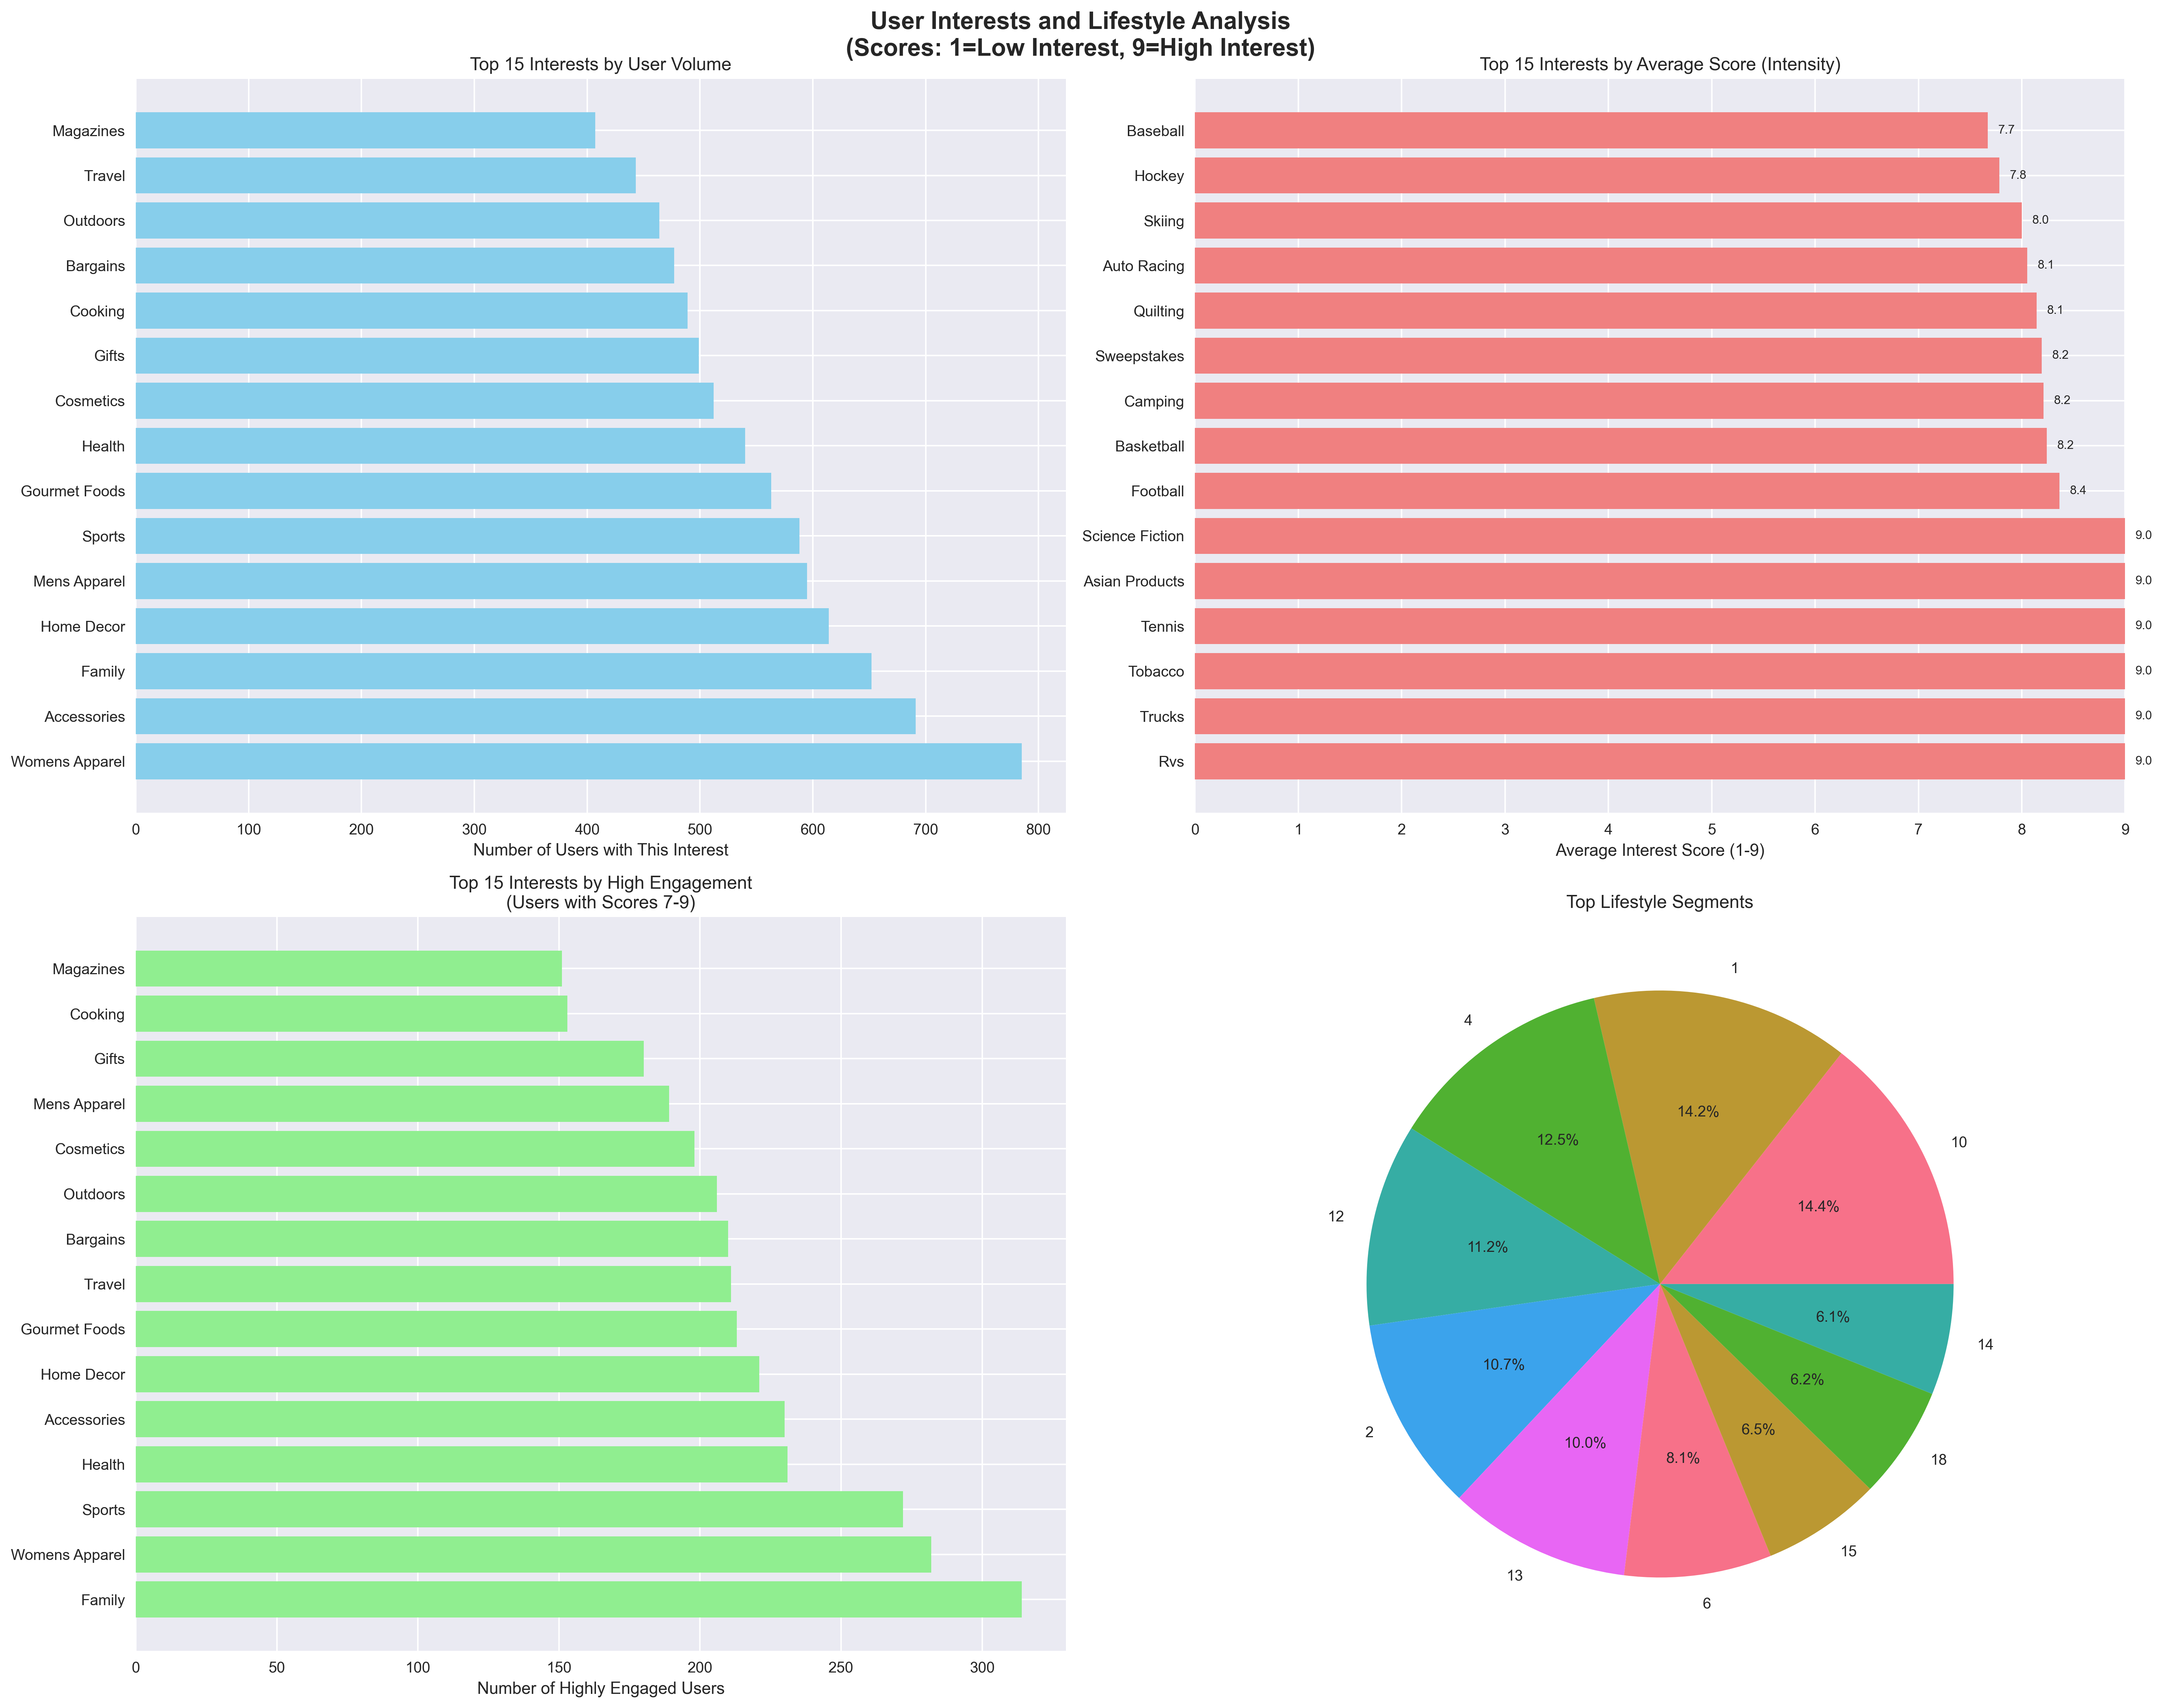 User Interests and Lifestyle Analysis
(Scores: 1=Low Interest, 9=High Interest)
Top 15 Interests by User Volume
Magazines
Travel
Outdoors
Bargains
Cooking
Gifts
Cosmetics
Health
Gourmet Foods
Sports
Mens Apparel
Home Decor
Family
Accessories
Womens Apparel
0 100 200 300 400 500 600 700 800
Number of Users with This Interest
Top 15 Interests by Average Score (Intensity)
Baseball 7.7
Hockey 7.8
Skiing 8.0
Auto Racing 8.1
Quilting 8.1
Sweepstakes 8.2
Camping 8.2
Basketball 8.2
Football 8.4
Science Fiction 9.0
Asian Products 9.0
Tennis 9.0
Tobacco 9.0
Trucks 9.0
Rvs 9.0
0 1 2 3 4 5 6 7 8 9
Average Interest Score (1-9)
Top 15 Interests by High Engagement
(Users with Scores 7-9)
Magazines
Cooking
Gifts
Mens Apparel
Cosmetics
Outdoors
Bargains
Travel
Gourmet Foods
Home Decor
Accessories
Health
Sports
Womens Apparel
Family
0 50 100 150 200 250 300
Number of Highly Engaged Users
Top Lifestyle Segments
10
14.4%
1
14.2%
4
12.5%
12
11.2%
2
10.7%
13
10.0%
6
8.1%
15
6.5%
18
6.2%
14
6.1%